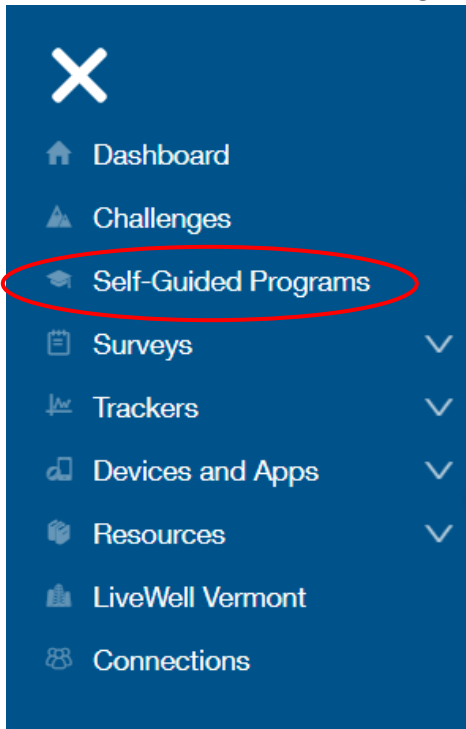 Dashboard
Challenges
Self-Guided Programs
Surveys
Trackers
Devices and Apps
Resources
LiveWell Vermont
Connections